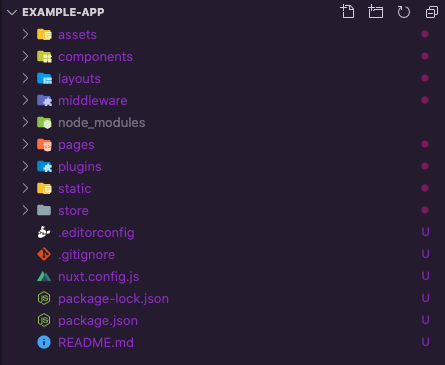 EXAMPLE-APP
assets
components
layouts
middleware
node_modules
pages
plugins
static
store
.editorconfig U
.gitignore U
nuxt.config.js U
package-lock.json U
package.json U
README.md U